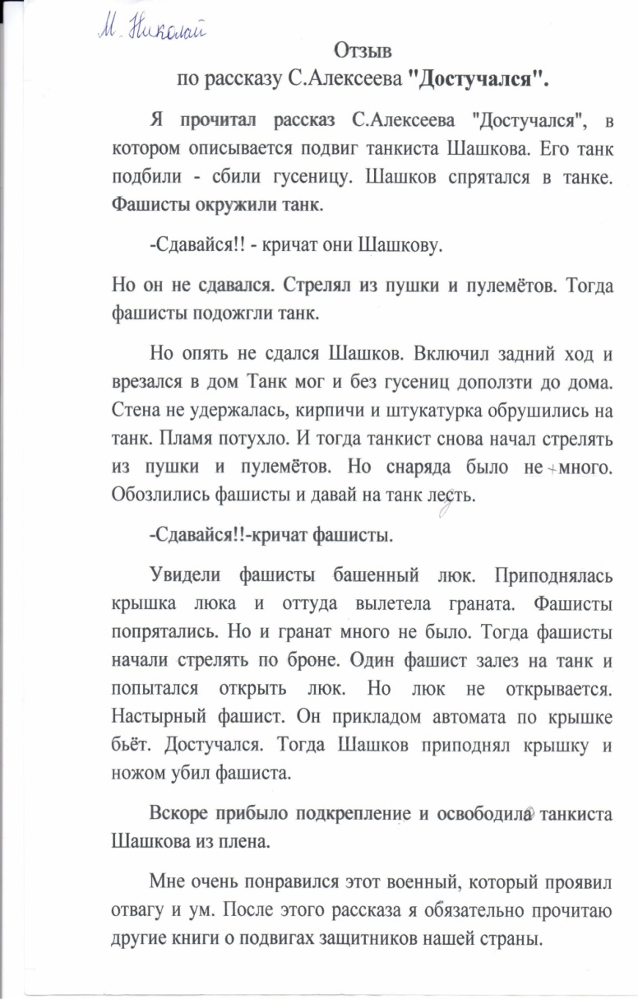 М. Николай
Отзыв
по рассказу С.Алексеева "Достучался".
Я прочитал рассказ С.Алексеева "Достучался", в
котором описывается подвиг танкиста Шашкова. Его танк
подбили - сбили гусеницу. Шашков спрятался в танке.
Фашисты окружили танк.
-Сдавайся!! - кричат они Шашкову.
Но он не сдавался. Стрелял из пушки и пулемётов. Тогда
фашисты подожгли танк.
Но опять не сдался Шашков. Включил задний ход и
врезался в дом Танк мог и без гусениц доползти до дома.
Стена не удержалась, кирпичи и штукатурка обрушились на
танк. Пламя потухло. И тогда танкист снова начал стрелять
из пушки и пулемётов. Но снаряда было не +много.
Обозлились фашисты и давай на танк лесть.
-Сдавайся!!-кричат фашисты.
Увидели фашисты башенный люк. Приподнялась
крышка люка и оттуда вылетела граната. Фашисты
попрятались. Но и гранат много не было. Тогда фашисты
начали стрелять по броне. Один фашист залез на танк и
попытался открыть люк. Но люк не открывается.
Настырный фашист. Он прикладом автомата по крышке
бьёт. Достучался. Тогда Шашков приподнял крышку и
ножом убил фашиста.
Вскоре прибыло подкрепление и освободила танкиста
Шашкова из плена.
Мне очень понравился этот военный, который проявил
отвагу и ум. После этого рассказа я обязательно прочитаю
другие книги о подвигах защитников нашей страны.